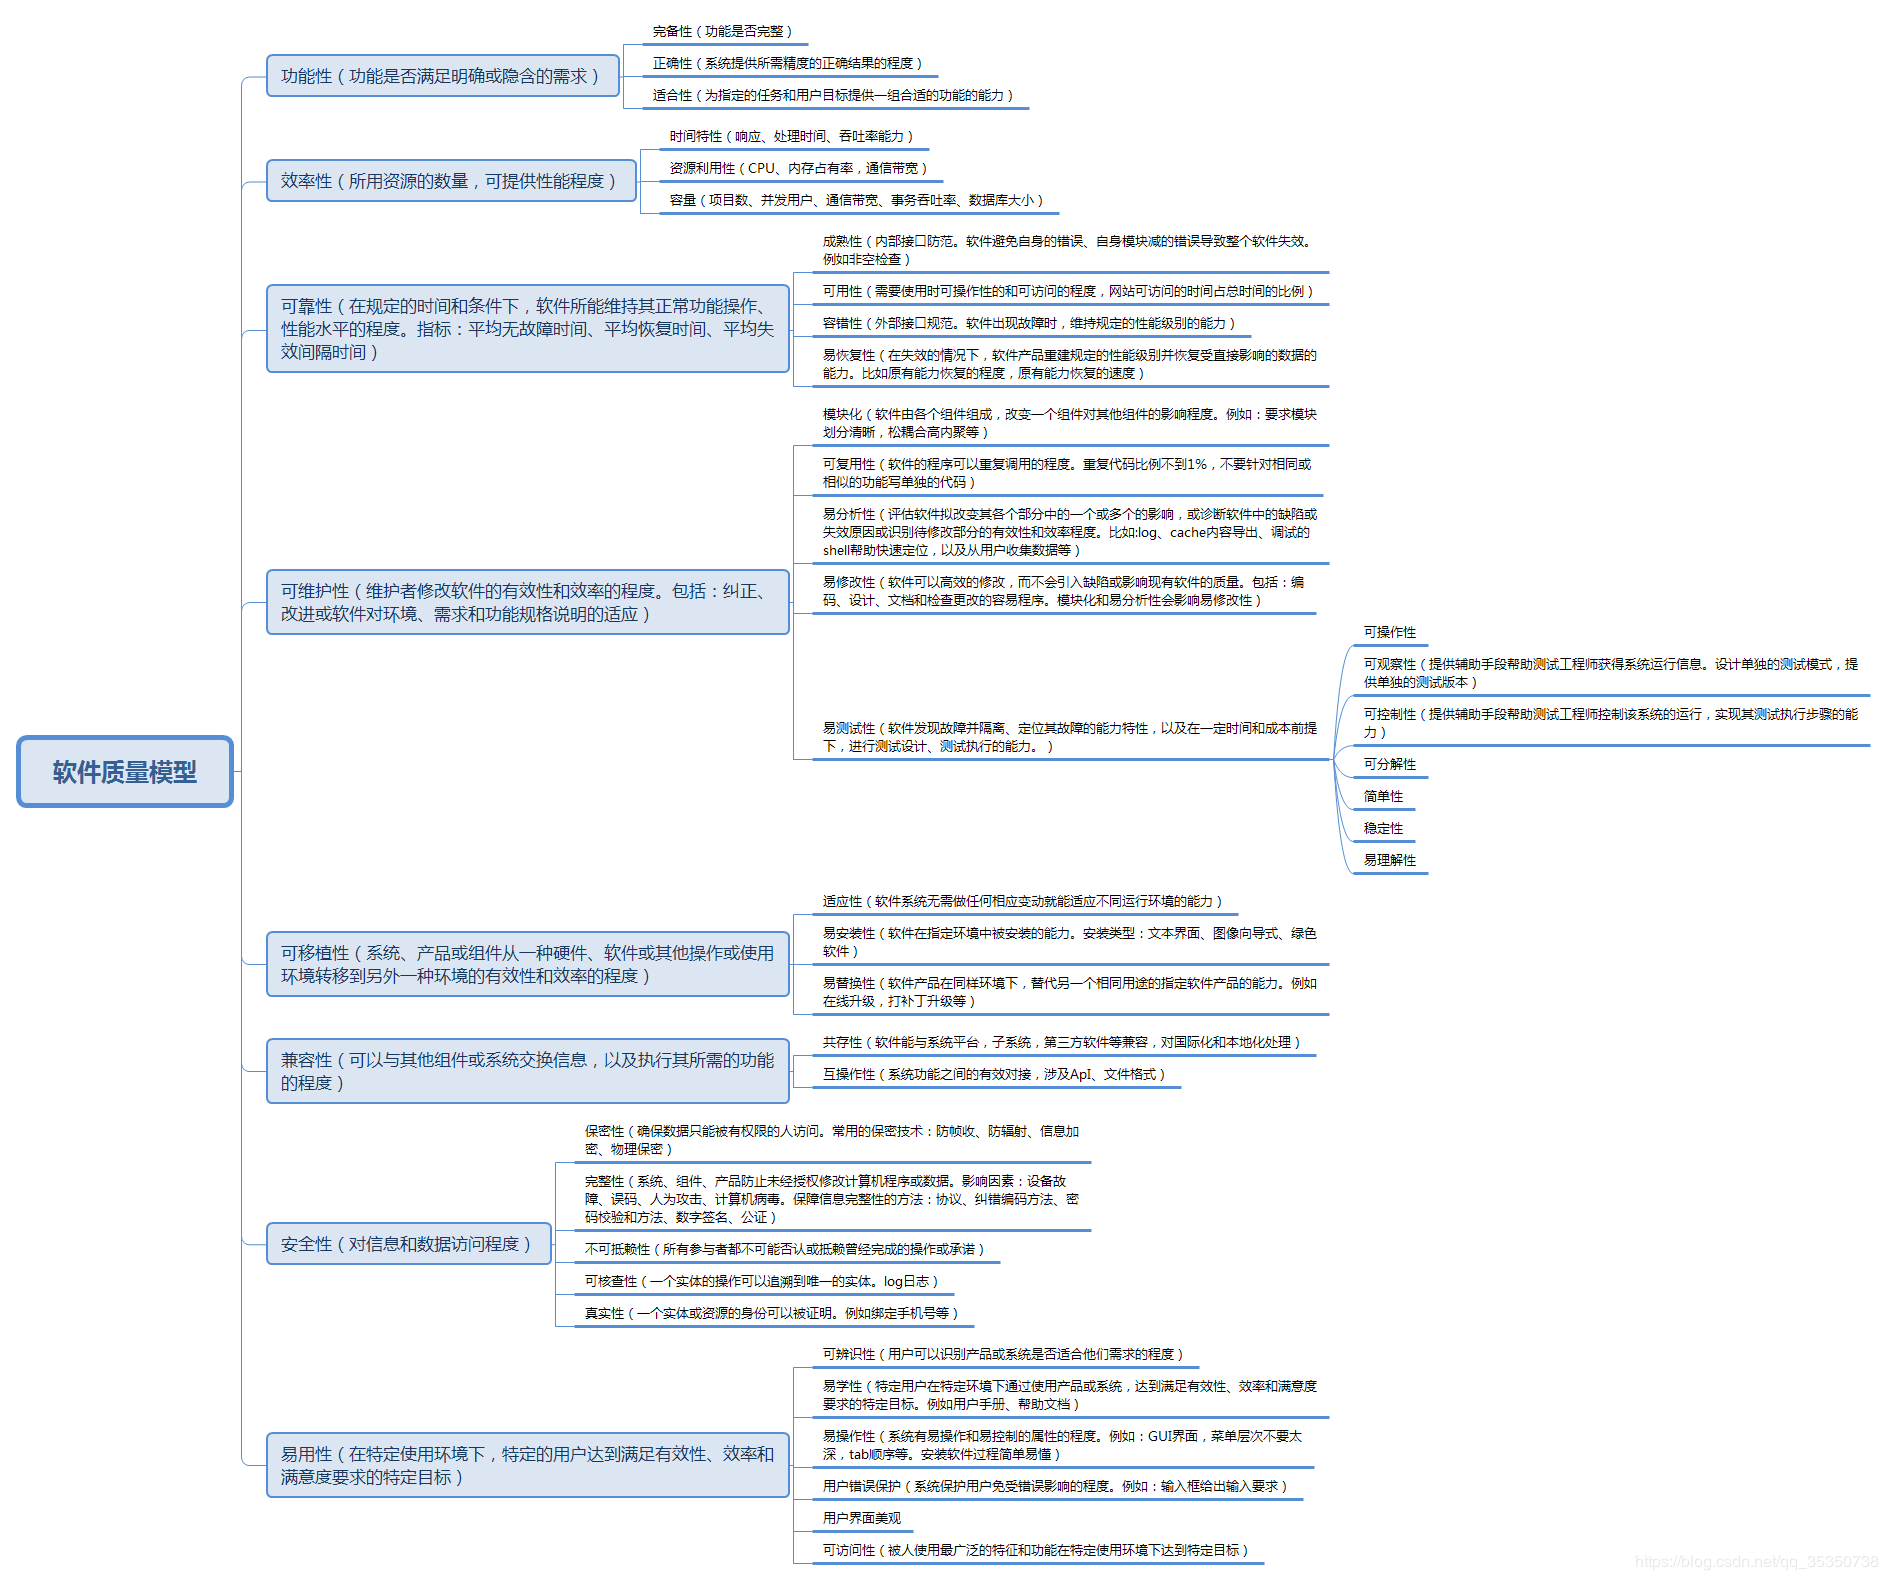 软件质量模型
功能性（功能是否满足明确或隐含的需求）
完备性（功能是否完整）
正确性（系统提供所需精度的正确结果的程度）
适合性（为指定的任务和用户目标提供一组合适的功能的能力）
效率性（所用资源的数量，可提供性能程度）
时间特性（响应、处理时间、吞吐率能力）
资源利用性（CPU、内存占有率，通信带宽）
容量（项目数、并发用户、通信带宽、事务吞吐率、数据库大小）
可靠性（在规定的时间和条件下，软件所能维持其正常功能操作、
性能水平的程度。指标：平均无故障时间、平均恢复时间、平均失
效间隔时间）
成熟性（内部接口防范。软件避免自身的错误、自身模块减的错误导致整个软件失效。
例如非空检查）
可用性（需要使用时可操作性的和可访问的程度，网站可访问的时间占总时间的比例）
容错性（外部接口规范。软件出现故障时，维持规定的性能级别的能力）
易恢复性（在失效的情况下，软件产品重建规定的性能级别并恢复受直接影响的数据的
能力。比如原有能力恢复的程度，原有能力恢复的速度）
可维护性（维护者修改软件的有效性和效率的程度。包括：纠正、
改进或软件对环境、需求和功能规格说明的适应）
模块化（软件由各个组件组成，改变一个组件对其他组件的影响程度。例如：要求模块
划分清晰，松耦合高内聚等）
可复用性（软件的程序可以重复调用的程度。重复代码比例不到1%，不要针对相同或
相似的功能写单独的代码）
易分析性（评估软件拟改变其各个部分中的一个或多个的影响，或诊断软件中的缺陷或
失效原因或识别待修改部分的有效性和效率程度。比如:log、cache内容导出、调试的
shell帮助快速定位，以及从用户收集数据等）
易修改性（软件可以高效的修改，而不会引入缺陷或影响现有软件的质量。包括：编
码、设计、文档和检查更改的容易程序。模块化和易分析性会影响易修改性）
易测试性（软件发现故障并隔离、定位其故障的能力特性，以及在一定时间和成本前提
下，进行测试设计、测试执行的能力。）
可操作性
可观察性（提供辅助手段帮助测试工程师获得系统运行信息。设计单独的测试模式，提
供单独的测试版本）
可控制性（提供辅助手段帮助测试工程师控制该系统的运行，实现其测试执行步骤的能
力）
可分解性
简单性
稳定性
易理解性
可移植性（系统、产品或组件从一种硬件、软件或其他操作或使用
环境转移到另外一种环境的有效性和效率的程度）
适应性（软件系统无需做任何相应变动就能适应不同运行环境的能力）
易安装性（软件在指定环境中被安装的能力。安装类型：文本界面、图像向导式、绿色
软件）
易替换性（软件产品在同样环境下，替代另一个相同用途的指定软件产品的能力。例如
在线升级，打补丁升级等）
兼容性（可以与其他组件或系统交换信息，以及执行其所需的功能
的程度）
共存性（软件能与系统平台，子系统，第三方软件等兼容，对国际化和本地化处理）
互操作性（系统功能之间的有效对接，涉及ApI、文件格式）
安全性（对信息和数据访问程度）
保密性（确保数据只能被有权限的人访问。常用的保密技术：防帧收、防辐射、信息加
密、物理保密）
完整性（系统、组件、产品防止未经授权修改计算机程序或数据。影响因素：设备故
障、误码、人为攻击、计算机病毒。保障信息完整性的方法：协议、纠错编码方法、密
码校验和方法、数字签名、公证）
不可抵赖性（所有参与者都不可能否认或抵赖曾经完成的操作或承诺）
可核查性（一个实体的操作可以追溯到唯一的实体。log日志）
真实性（一个实体或资源的身份可以被证明。例如绑定手机号等）
易用性（在特定使用环境下，特定的用户达到满足有效性、效率和
满意度要求的特定目标）
可辨识性（用户可以识别产品或系统是否适合他们需求的程度）
易学性（特定用户在特定环境下通过使用产品或系统，达到满足有效性、效率和满意度
要求的特定目标。例如用户手册、帮助文档）
易操作性（系统有易操作和易控制的属性的程度。例如：GUI界面，菜单层次不要太
深，tab顺序等。安装软件过程简单易懂）
用户错误保护（系统保护用户免受错误影响的程度。例如：输入框给出输入要求）
用户界面美观
可访问性（被人使用最广泛的特征和功能在特定使用环境下达到特定目标）
https://blog.csdn.net/qq_35350738